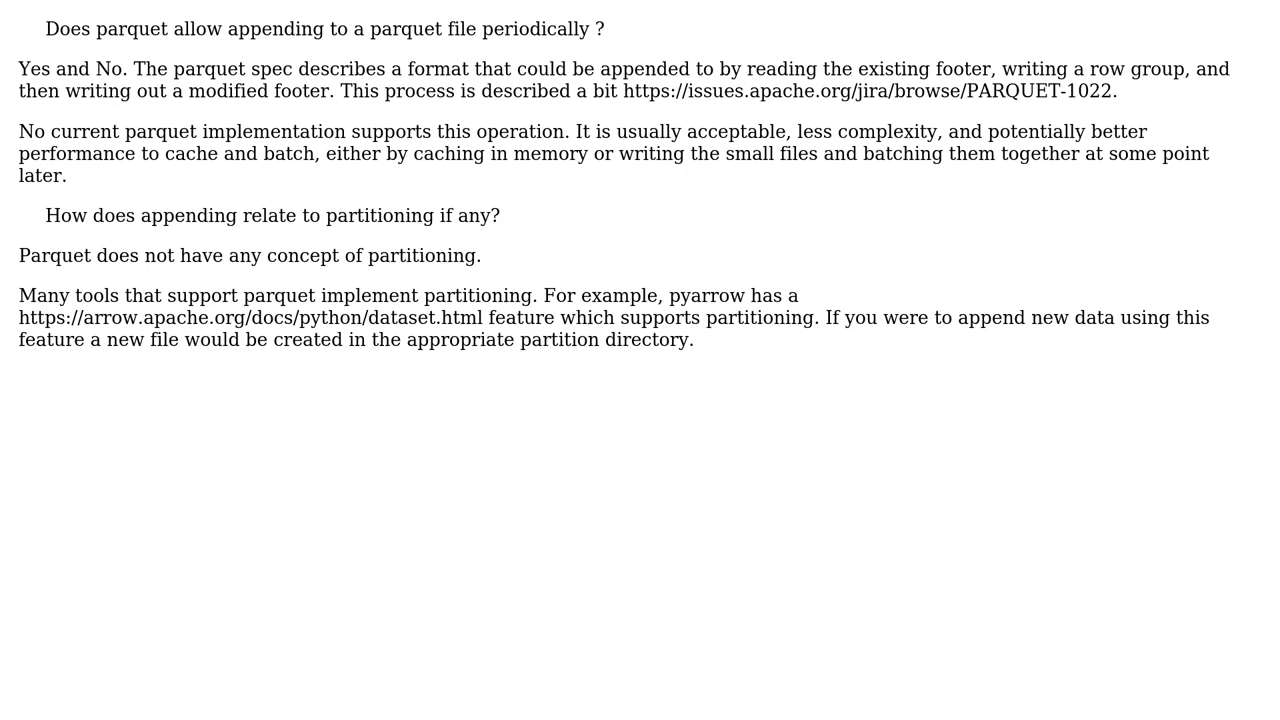 Does parquet allow appending to a parquet file periodically ?
Yes and No. The parquet spec describes a format that could be appended to by reading the existing footer, writing a row group, and
then writing out a modified footer. This process is described a bit https://issues.apache.org/jira/browse/PARQUET-1022.
No current parquet implementation supports this operation. It is usually acceptable, less complexity, and potentially better
performance to cache and batch, either by caching in memory or writing the small files and batching them together at some point
later.
How does appending relate to partitioning if any?
Parquet does not have any concept of partitioning.
Many tools that support parquet implement partitioning. For example, pyarrow has a
https://arrow.apache.org/docs/python/dataset.html feature which supports partitioning. If you were to append new data using this
feature a new file would be created in the appropriate partition directory.